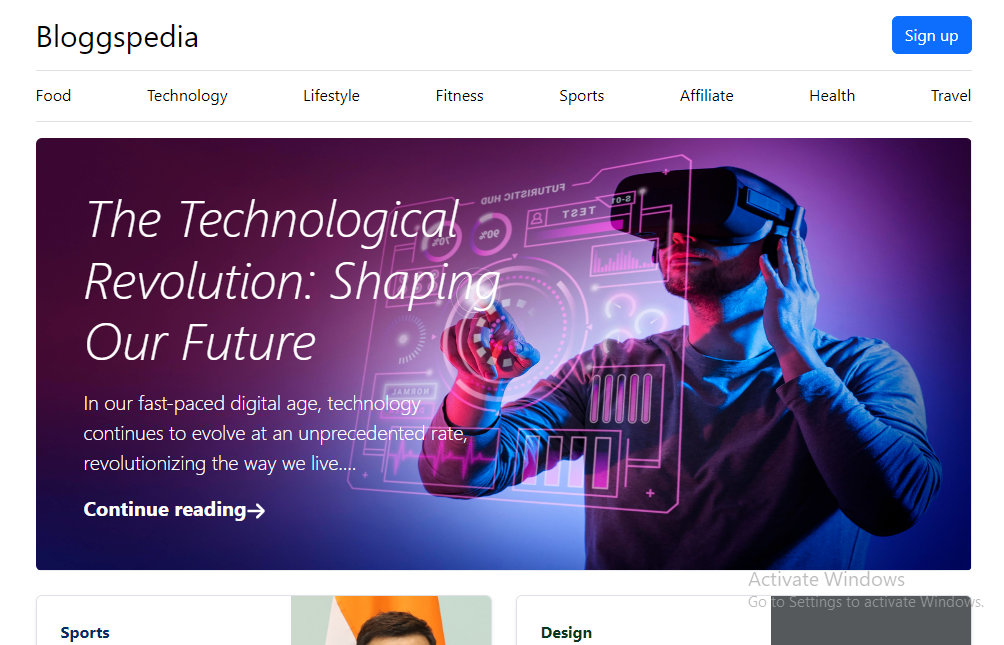 Bloggspedia
Sign up
Food Technology Lifestyle Fitness Sports Affiliate Health Travel
FUTURISTIC HUD
S-01
TEST
70%
90%
The Technological
Revolution: Shaping
Our Future
NORMAL
In our fast-paced digital age, technology
continues to evolve at an unprecedented rate,
revolutionizing the way we live....
Continue reading→
Activate Windows
Go to Settings to activate Windows.
Sports
Design